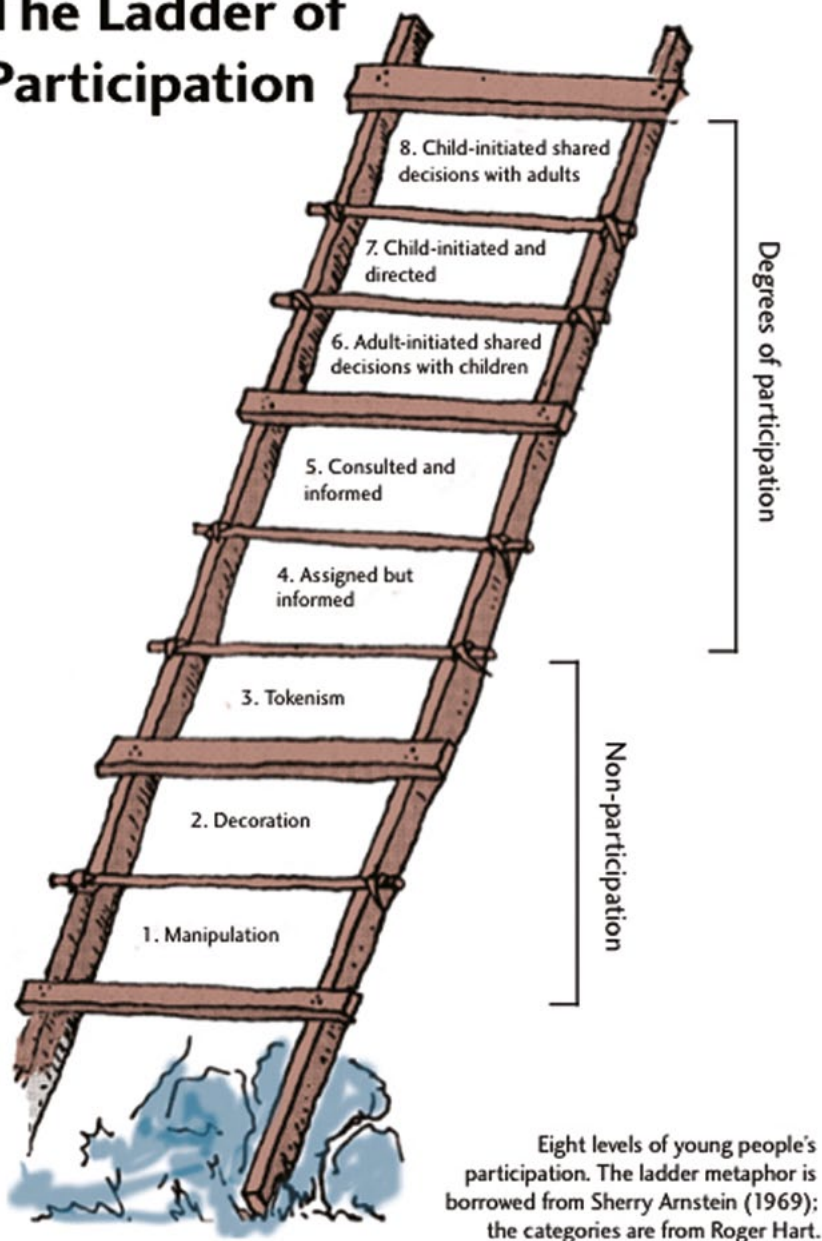 The Ladder of
Participation
8. Child-initiated shared
decisions with adults
7. Child-initiated and
directed
6. Adult-initiated shared
decisions with children
5. Consulted and
informed
4. Assigned but
informed
3. Tokenism
2. Decoration
1. Manipulation
Degrees of participation
Non-participation
Eight levels of young people's
participation. The ladder metaphor is
borrowed from Sherry Arnstein (1969);
the categories are from Roger Hart.